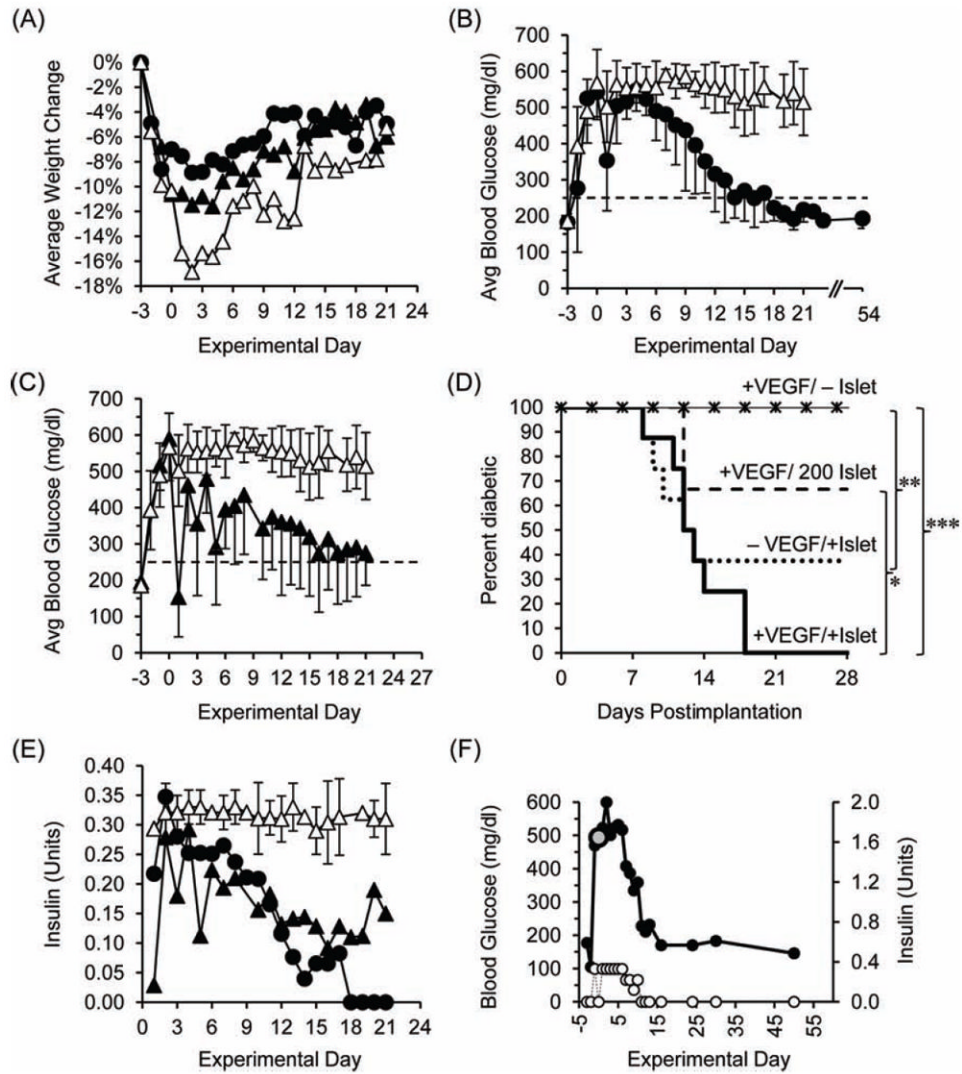 (A)
Average Weight Change
0%
-2%
-4%
-6%
-8%
-10%
-12%
-14%
-16%
-18%
-3 0 3 6 9 12 15 18 21 24
Experimental Day
(B)
Avg Blood Glucose (mg/dl)
700
600
500
400
300
200
100
0
-3 0 3 6 9 12 15 18 21 // 54
Experimental Day
(C)
Avg Blood Glucose (mg/dl)
700
600
500
400
300
200
100
0
-3 0 3 6 9 12 15 18 21 24 27
Experimental Day
(D)
Percent diabetic
100
90
80
70
60
50
40
30
20
10
0
+VEGF/ – Islet
+VEGF/ 200 Islet
– VEGF/+Islet
+VEGF/+Islet
**
***
*
0 7 14 21 28
Days Postimplantation
(E)
Insulin (Units)
0.40
0.35
0.30
0.25
0.20
0.15
0.10
0.05
0.00
0 3 6 9 12 15 18 21 24
Experimental Day
(F)
Blood Glucose (mg/dl)
600
500
400
300
200
100
0
2.0
1.6
1.2
0.8
0.4
0.0
Insulin (Units)
-5 5 15 25 35 45 55
Experimental Day